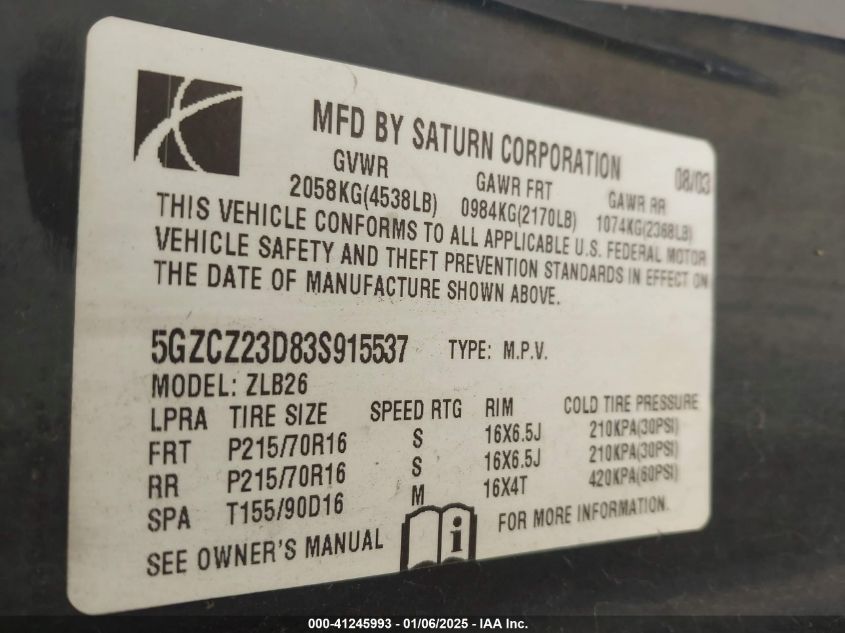 MFD BY SATURN CORPORATION 08/03
GVWR GAWR FRT GAWR RR
2058KG(4538LB) 0984KG(2170LB) 1074KG(2368LB)
THIS VEHICLE CONFORMS TO ALL APPLICABLE U.S. FEDERAL MOTOR
VEHICLE SAFETY AND THEFT PREVENTION STANDARDS IN EFFECT ON
THE DATE OF MANUFACTURE SHOWN ABOVE.
5GZCZ23D83S915537 TYPE: M.P.V.
MODEL: ZLB26
LPRA TIRE SIZE SPEED RTG RIM COLD TIRE PRESSURE
FRT P215/70R16 S 16X6.5J 210KPA(30PSI)
RR P215/70R16 S 16X6.5J 210KPA(30PSI)
SPA T155/90D16 M 16X4T 420KPA(60PSI)
SEE OWNER'S MANUAL i FOR MORE INFORMATION.
000-41245993 — 01/06/2025 — IAA Inc.